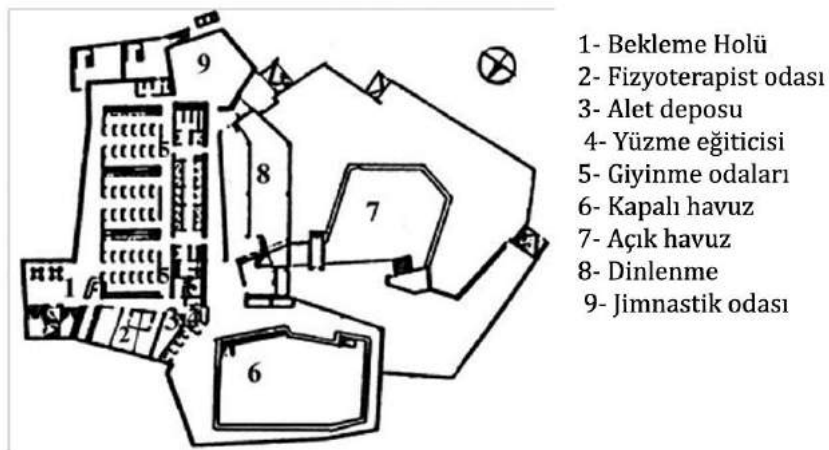 1- Bekleme Holü
2- Fizyoterapist odası
3- Alet deposu
4- Yüzme eğiticisi
5- Giyinme odaları
6- Kapalı havuz
7- Açık havuz
8- Dinlenme
9- Jimnastik odası
9
5
8
7
1
5
2
3
6